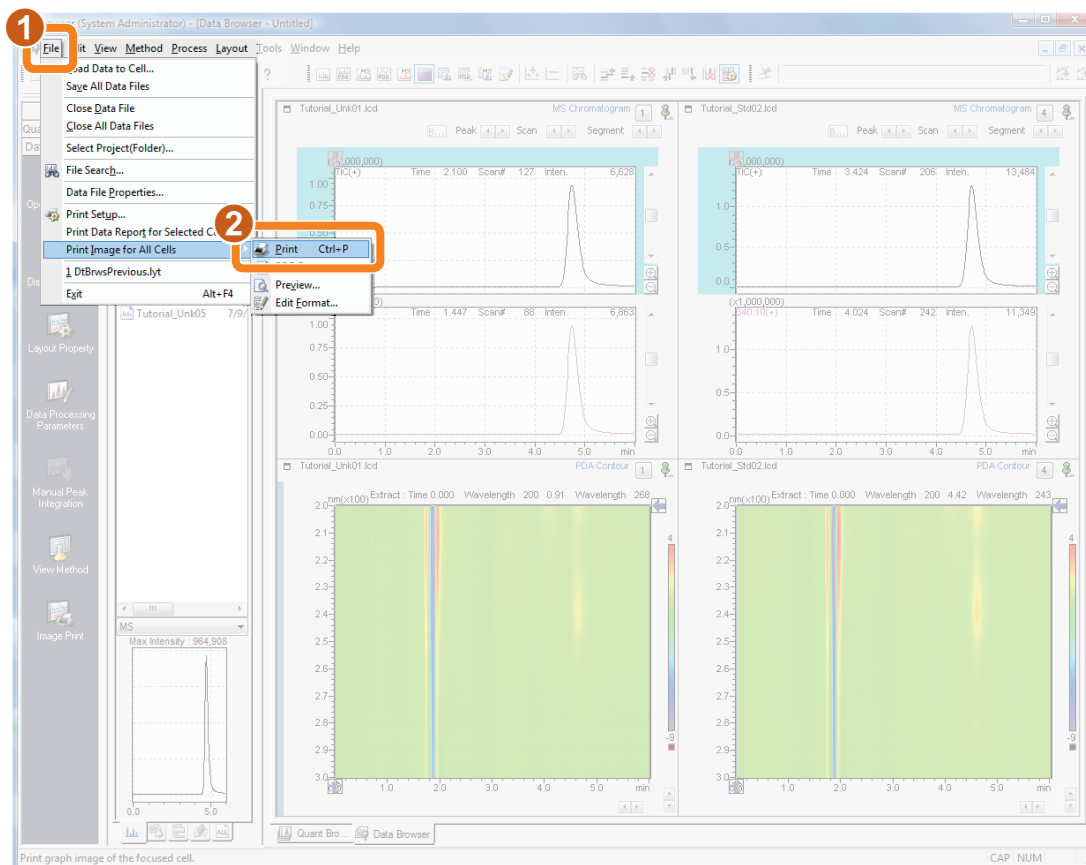 1
(System Administrator) - [Data Browser - Untitled]
File Edit View Method Process Layout Tools Window Help
Load Data to Cell...
Save All Data Files
Close Data File
Close All Data Files
Select Project(Folder)...
File Search...
Data File Properties...
Print Setup...
Print Data Report for Selected
Print Image for All Cells
1 DtBrwsPrevious.lyt
Exit Alt+F4
2
Print Ctrl+P
Preview...
Edit Format...
Tutorial_Unk05 7/9/
Layout Property
Data Processing
Parameters
Manual Peak
Integration
View Method
Image Print
MS
Max Intensity : 964,908
0.0 5.0
Tutorial_Unk01.lcd MS Chromatogram 1
B... Peak Scan Segment
,000,000)
TIC(+) Time 2.100 Scan# 127 Inten. 6,628
1.00
0.75
0.50
Time 1.447 Scan# 88 Inten. 6,863
1.00
0.75
0.50
0.25
0.00
0.0 1.0 2.0 3.0 4.0 5.0 min
Tutorial_Std02.lcd MS Chromatogram 4
B... Peak Scan Segment
,000,000)
TIC(+) Time 3.424 Scan# 206 Inten. 13,484
1.0
0.5
0.0
(x1,000,000)
340.10(+) Time 4.024 Scan# 242 Inten. 11,349
1.0
0.5
0.0
0.0 1.0 2.0 3.0 4.0 5.0 min
Tutorial_Unk01.lcd PDA Contour 1
nm(x100) Extract : Time 0.000 Wavelength 200 0.91 Wavelength 268
2.0
2.1
2.2
2.3
2.4
2.5
2.6
2.7
2.8
2.9
3.0
4
-9
0.0 1.0 2.0 3.0 4.0 5.0 min
Tutorial_Std02.lcd PDA Contour 4
nm(x100) Extract : Time 0.000 Wavelength 200 4.42 Wavelength 243
2.0
2.1
2.2
2.3
2.4
2.5
2.6
2.7
2.8
2.9
3.0
4
-9
0.0 1.0 2.0 3.0 4.0 5.0 min
Quant Bro... Data Browser
Print graph image of the focused cell. CAP NUM